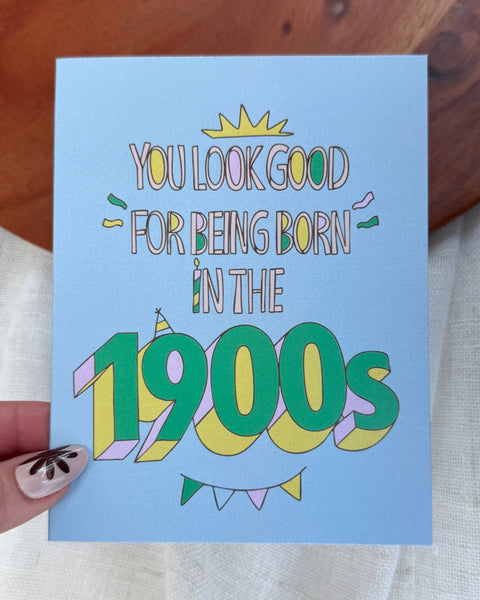 YOU LOOK GOOD
FOR BEING BORN
IN THE
1900s